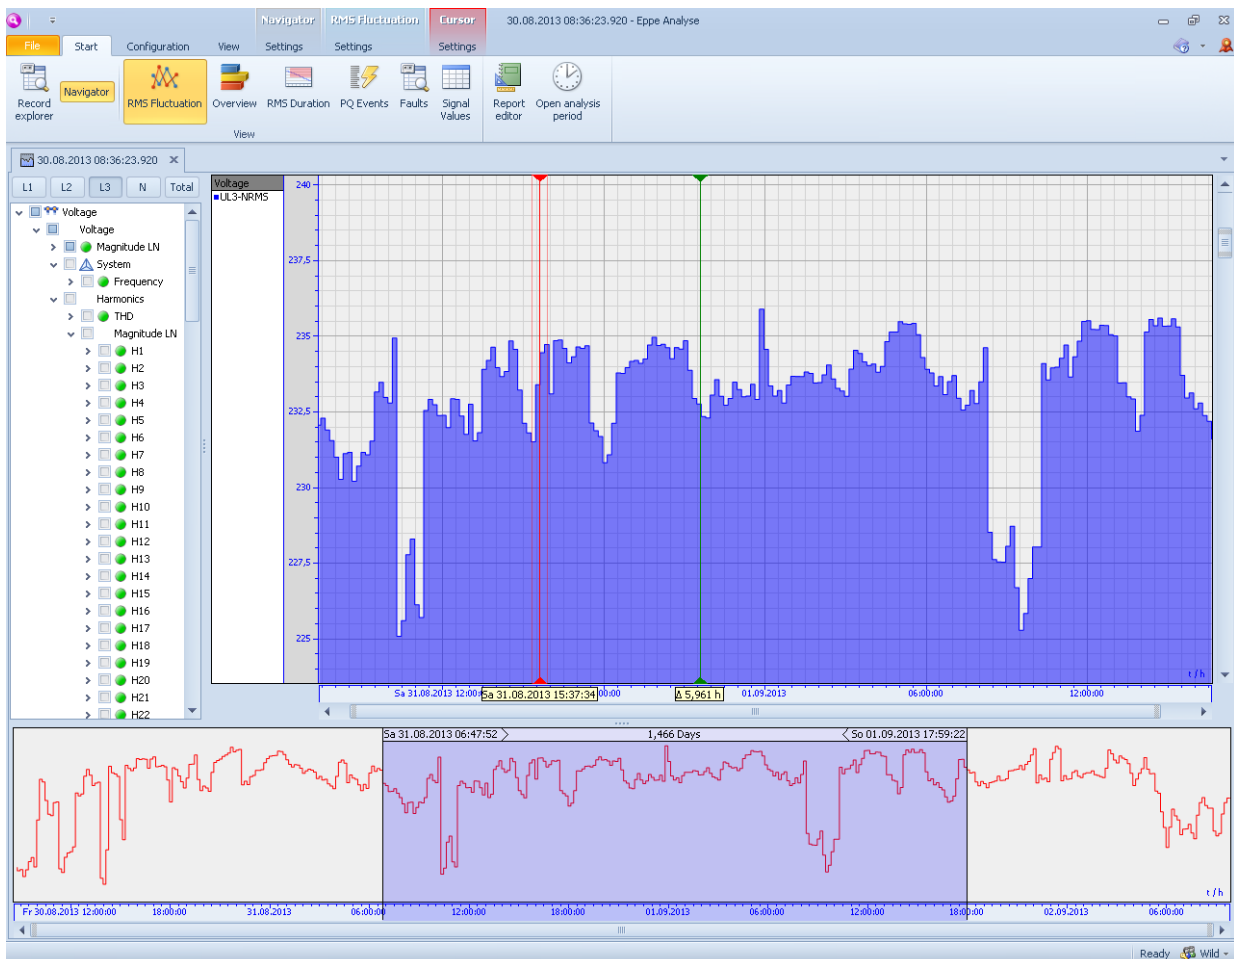 Navigator RMS Fluctuation Cursor 30.08.2013 08:36:23.920 - Eppe Analyse
File Start Configuration View Settings Settings Settings
Record explorer
Navigator
RMS Fluctuation
Overview
RMS Duration
PQ Events
Faults
Signal Values
Report editor
Open analysis period
View
30.08.2013 08:36:23.920
L1 L2 L3 N Total
Voltage
Voltage
Magnitude LN
System
Frequency
Harmonics
THD
Magnitude LN
H1
H2
H3
H4
H5
H6
H7
H8
H9
H10
H11
H12
H13
H14
H15
H16
H17
H18
H19
H20
H21
H22
Voltage
UL3-NRMS
240
237,5
235
232,5
230
227,5
225
t / h
Sa 31.08.2013 12:00 Sa 31.08.2013 15:37:34 00:00 Δ 5,961 h 01.09.2013 06:00:00 12:00:00
Sa 31.08.2013 06:47:52 1,466 Days So 01.09.2013 17:59:22
t / h
Fr 30.08.2013 12:00:00 18:00:00 31.08.2013 06:00:00 12:00:00 18:00:00 01.09.2013 06:00:00 12:00:00 18:00:00 02.09.2013 06:00:00
Ready Wild